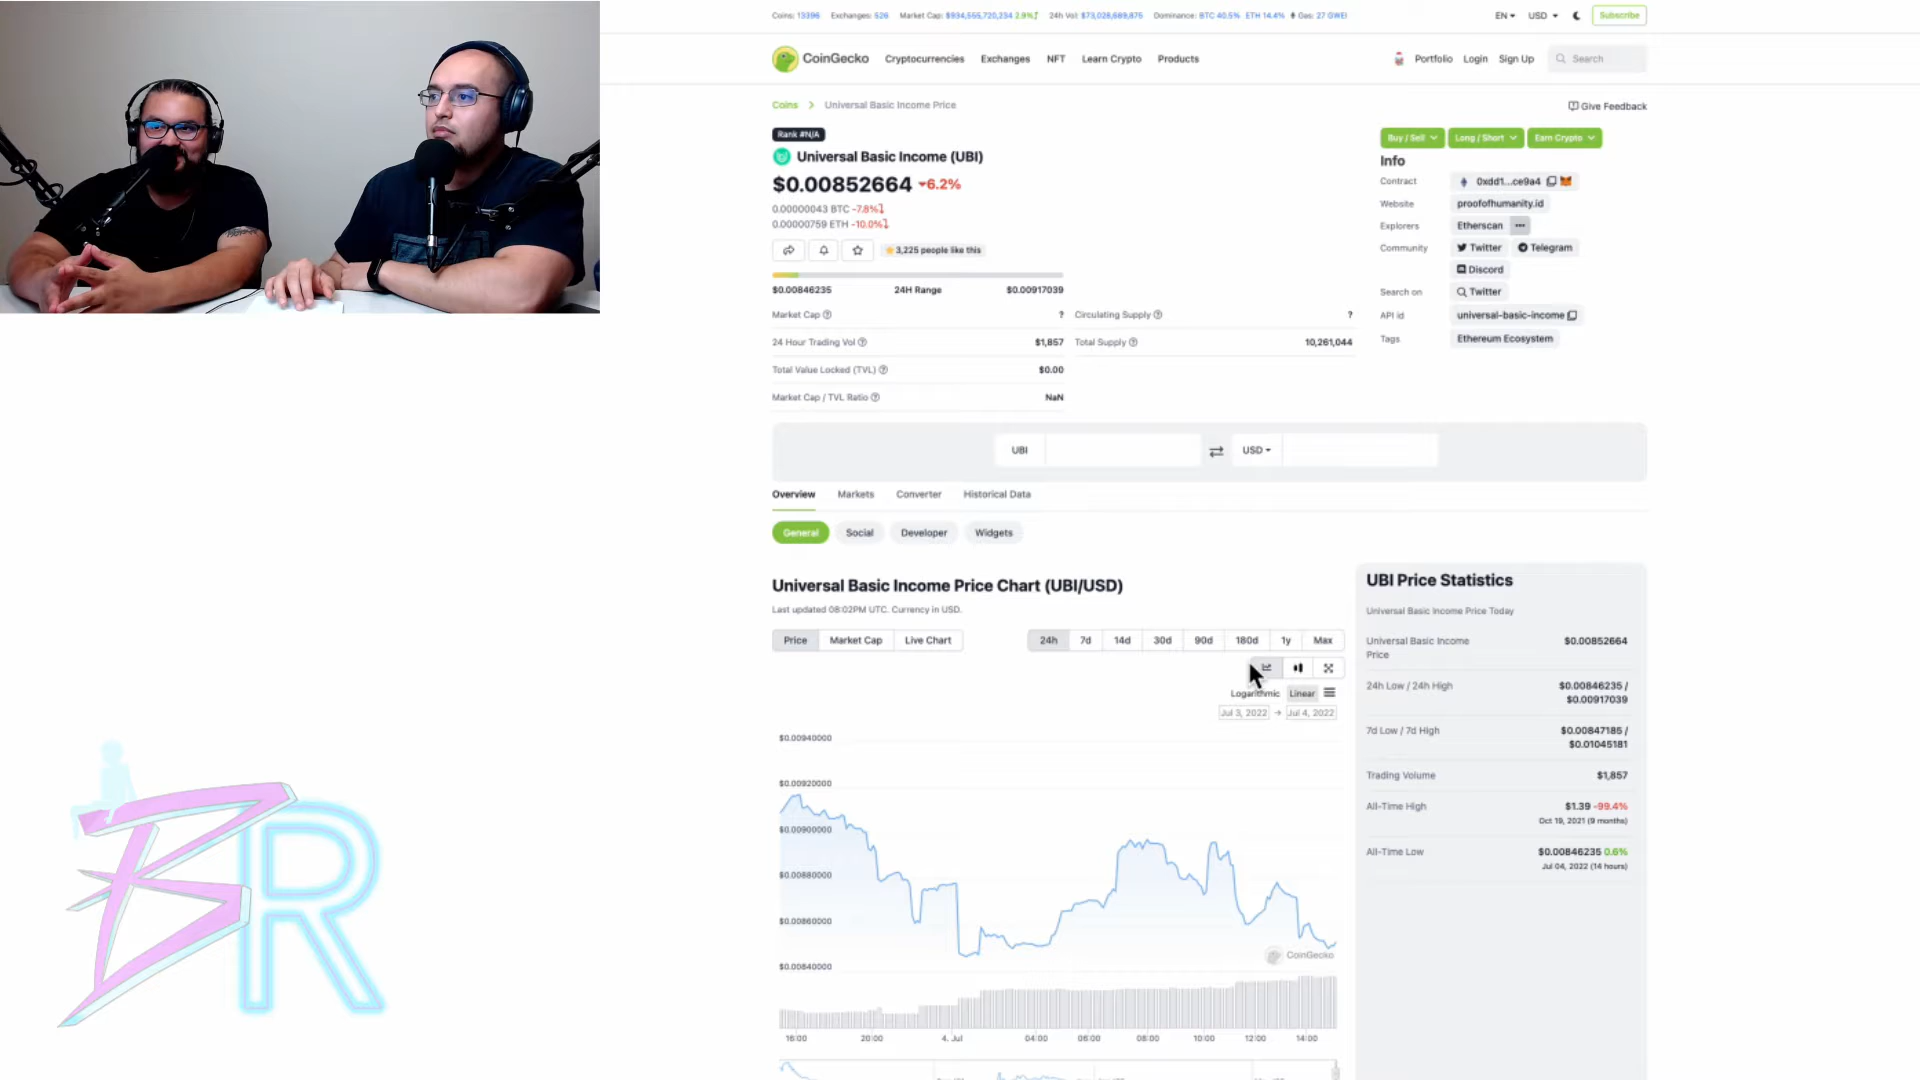 Coins: 13396 Exchanges: 526 Market Cap: $934,555,720,234 2.9% 24h Vol: $73,028,689,875 Dominance: BTC 40.5% ETH 14.4% Gas: 27 GWEI
EN USD Subscribe
CoinGecko Cryptocurrencies Exchanges NFT Learn Crypto Products
Portfolio Login Sign Up Search
Coins > Universal Basic Income Price
Give Feedback
Rank #N/A
Universal Basic Income (UBI)
$0.00852664 6.2%
0.00000043 BTC -7.8%
0.00000759 ETH -10.0%
3,225 people like this
$0.00846235 24H Range $0.00917039
Market Cap ?
24 Hour Trading Vol $1,857
Total Value Locked (TVL) $0.00
Market Cap / TVL Ratio NaN
Circulating Supply ?
Total Supply 10,261,044
Buy / Sell Long / Short Earn Crypto
Info
Contract 0xdd1...ce9a4
Website proofofhumanity.id
Explorers Etherscan
Community Twitter Telegram
Discord
Search on Twitter
API id universal-basic-income
Tags Ethereum Ecosystem
UBI USD
Overview Markets Converter Historical Data
General Social Developer Widgets
Universal Basic Income Price Chart (UBI/USD)
Last updated 08:02PM UTC. Currency in USD.
Price Market Cap Live Chart
24h 7d 14d 30d 90d 180d 1y Max
Logarithmic Linear
Jul 3, 2022 → Jul 4, 2022
$0.00940000
$0.00920000
$0.00900000
$0.00880000
$0.00860000
$0.00840000
CoinGecko
16:00 20:00 4. Jul 04:00 06:00 08:00 10:00 12:00 14:00
UBI Price Statistics
Universal Basic Income Price Today
Universal Basic Income
Price
$0.00852664
24h Low / 24h High $0.00846235 /
$0.00917039
7d Low / 7d High $0.00847185 /
$0.01045181
Trading Volume $1,857
All-Time High $1.39 -99.4%
Oct 19, 2021 (9 months)
All-Time Low $0.00846235 0.6%
Jul 04, 2022 (14 hours)
BR